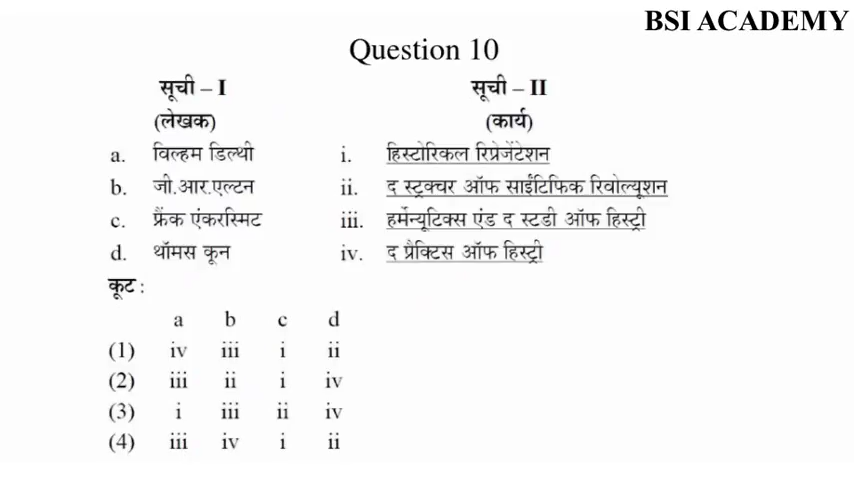 BSI ACADEMY
Question 10
सूची – I सूची – II
(लेखक) (कार्य)
a. विल्हम डिल्थी i. हिस्टोरिकल रिप्रेजेंटेशन
b. जी.आर.एल्टन ii. द स्ट्रक्चर ऑफ साईंटिफिक रिवोल्यूशन
c. फ्रैंक एंकरस्मिट iii. हर्मेन्यूटिक्स एंड द स्टडी ऑफ हिस्ट्री
d. थॉमस कून iv. द प्रैक्टिस ऑफ हिस्ट्री
कूट :
a b c d
(1) iv iii i ii
(2) iii ii i iv
(3) i iii ii iv
(4) iii iv i ii